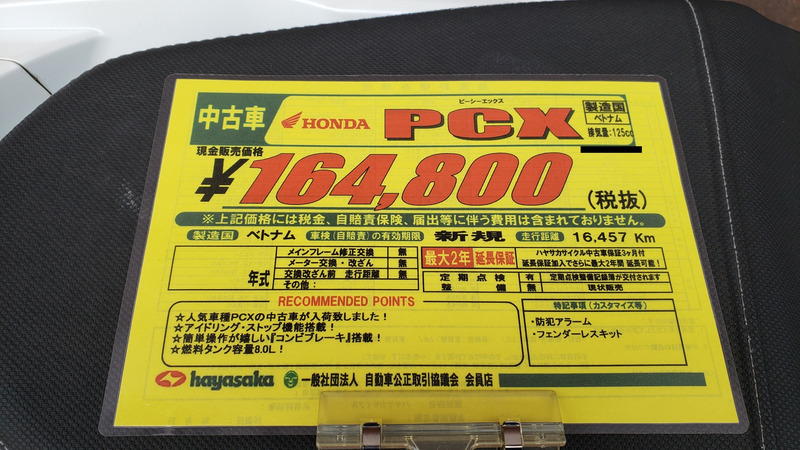 中古車
HONDA
ピーシーエックス
PCX
製造国
ベトナム
排気量:125cc
現金販売価格
¥164,800
(税抜)
※上記価格には税金、自賠責保険、届出等に伴う費用は含まれておりません。
製造国 ベトナム 車検(自賠責)の有効期限 新規 走行距離 16,457 Km
年式
メインフレーム修正交換 無
メーター交換・改ざん 無
交換改ざん前 走行距離 無
その他:
最大2年 延長保証
ハヤサカサイクル中古車保証3ヶ月付
延長保証加入でさらに最大2年間 延長可能!
定期点検 有 定期点検整備記録簿が交付されます
整備 無 現状販売
RECOMMENDED POINTS
☆人気車種PCXの中古車が入荷致しました!
☆アイドリング・ストップ機能搭載!
☆簡単操作が嬉しい『コンビブレーキ』搭載!
☆燃料タンク容量8.0L!
特記事項(カスタマイズ等)
・防犯アラーム
・フェンダーレスキット
hayasaka 一般社団法人 自動車公正取引協議会 会員店